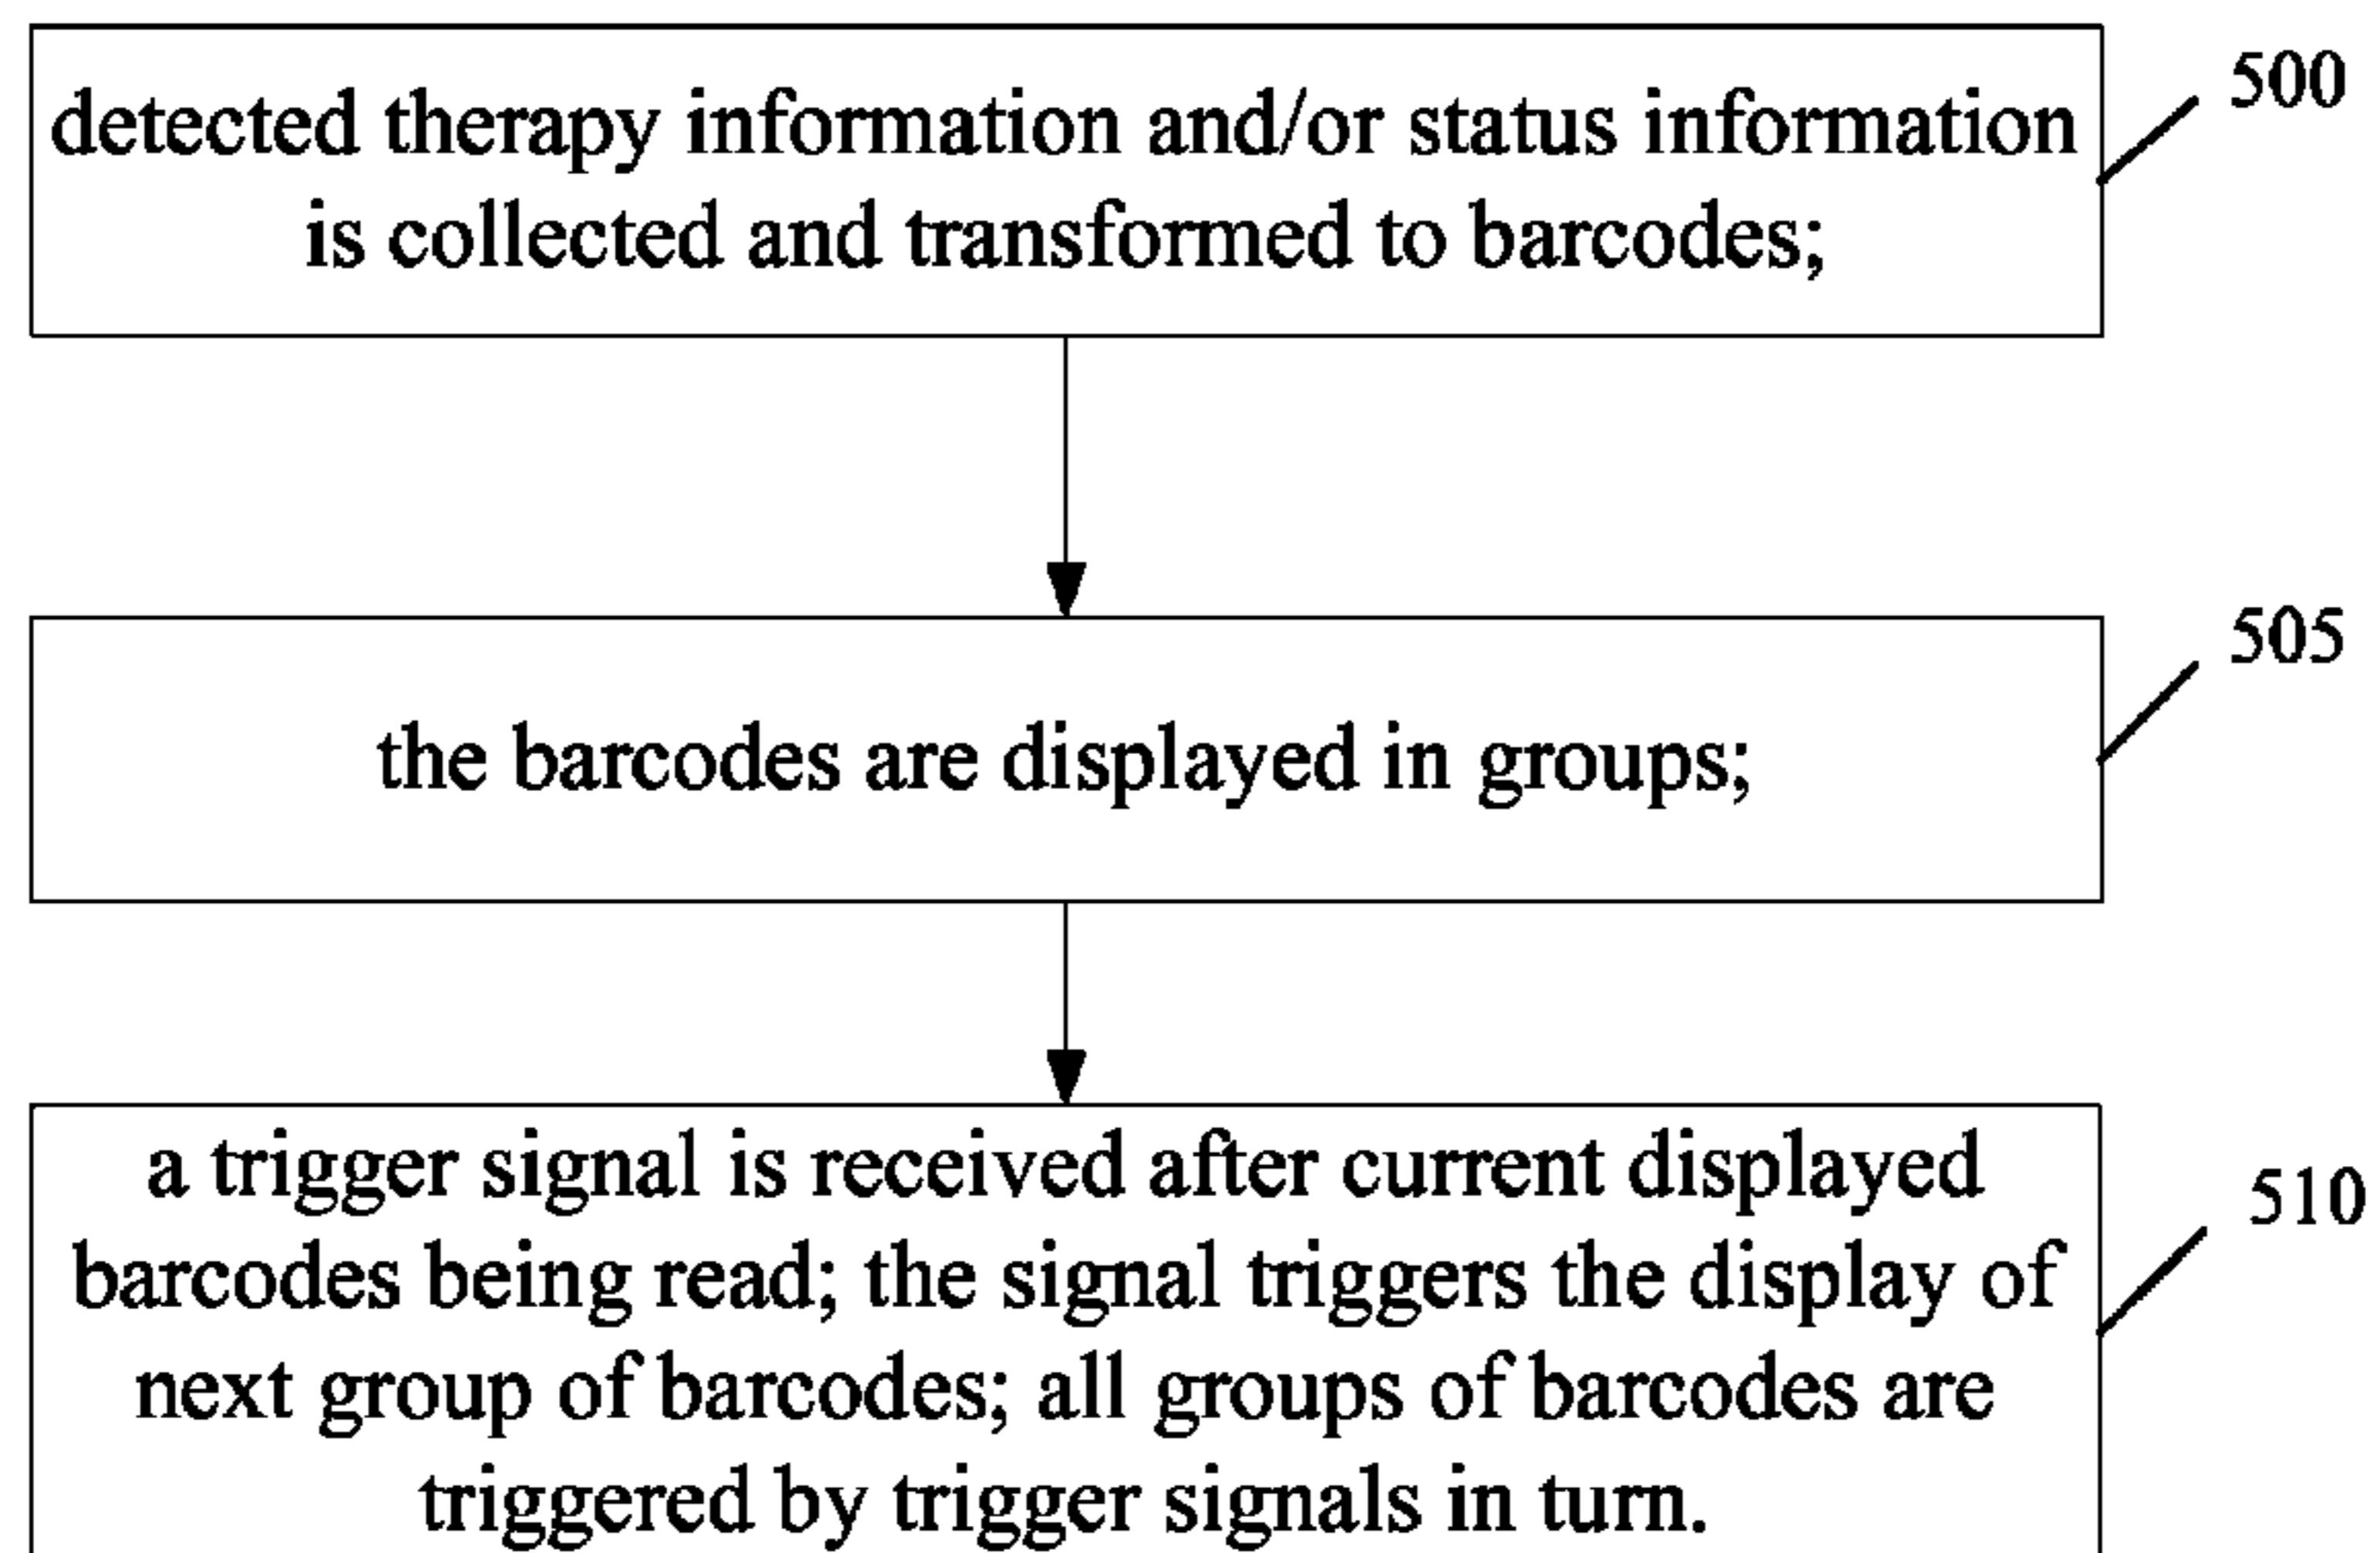 detected therapy information and/or status information
is collected and transformed to barcodes;
500
the barcodes are displayed in groups;
505
a trigger signal is received after current displayed
barcodes being read; the signal triggers the display of
next group of barcodes; all groups of barcodes are
triggered by trigger signals in turn.
510